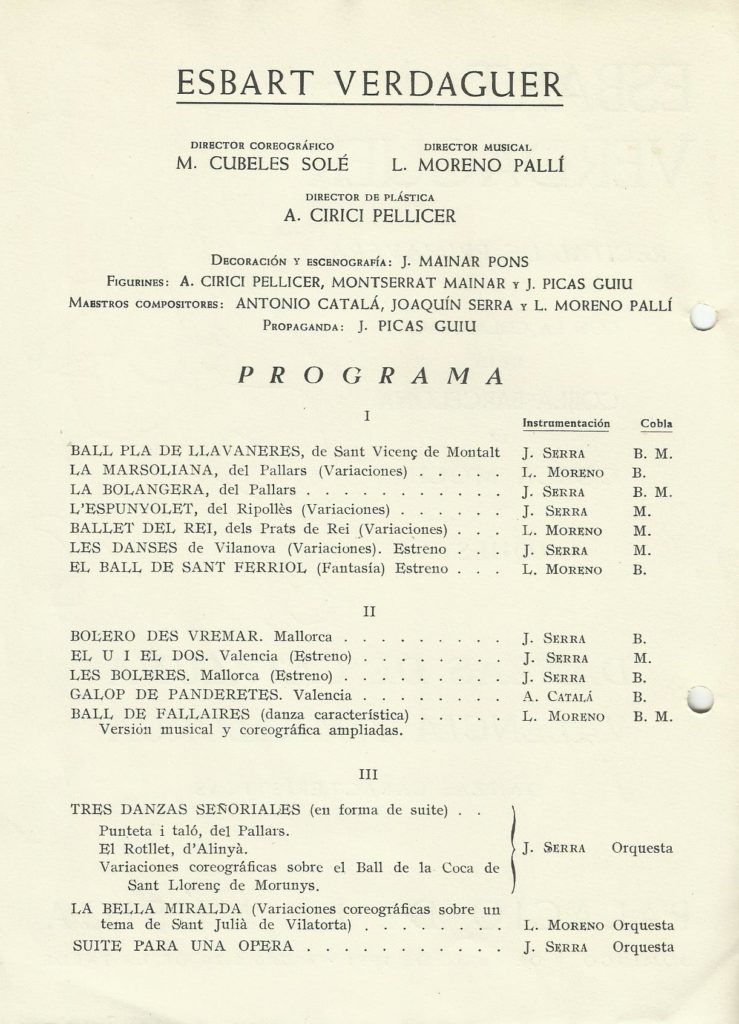 ESBART VERDAGUER
DIRECTOR COREOGRÁFICO DIRECTOR MUSICAL
M. CUBELES SOLÉ L. MORENO PALLÍ
DIRECTOR DE PLÁSTICA
A. CIRICI PELLICER
DECORACIÓN Y ESCENOGRAFÍA: J. MAINAR PONS
FIGURINES: A. CIRICI PELLICER, MONTSERRAT MAINAR Y J. PICAS GUIU
MAESTROS COMPOSITORES: ANTONIO CATALÁ, JOAQUÍN SERRA Y L. MORENO PALLÍ
PROPAGANDA: J. PICAS GUIU
PROGRAMA
I
Instrumentación Cobla
BALL PLA DE LLAVANERES, de Sant Vicenç de Montalt J. SERRA B. M.
LA MARSOLIANA, del Pallars (Variaciones) . . . . . L. MORENO B.
LA BOLANGERA, del Pallars . . . . . . . . . . . J. SERRA B. M.
L'ESPUNYOLET, del Ripollès (Variaciones) . . . . . . J. SERRA M.
BALLET DEL REI, dels Prats de Rei (Variaciones) . . . L. MORENO M.
LES DANSES de Vilanova (Variaciones). Estreno . . . J. SERRA M.
EL BALL DE SANT FERRIOL (Fantasía) Estreno . . . L. MORENO B.
II
BOLERO DES VREMAR. Mallorca . . . . . . . . . J. SERRA B.
EL U I EL DOS. Valencia (Estreno) . . . . . . . . J. SERRA M.
LES BOLERES. Mallorca (Estreno) . . . . . . . . . J. SERRA B.
GALOP DE PANDERETES. Valencia . . . . . . . . A. CATALÁ B.
BALL DE FALLAIRES (danza característica) . . . . . L. MORENO B. M.
Versión musical y coreográfica ampliadas.
III
TRES DANZAS SEÑORIALES (en forma de suite) . .
Punteta i taló, del Pallars.
El Rotllet, d'Alinyà. J. SERRA Orquesta
Variaciones coreográficas sobre el Ball de la Coca de
Sant Llorenç de Morunys.
LA BELLA MIRALDA (Variaciones coreográficas sobre un
tema de Sant Julià de Vilatorta) . . . . . . . . L. MORENO Orquesta
SUITE PARA UNA OPERA . . . . . . . . . . . J. SERRA Orquesta